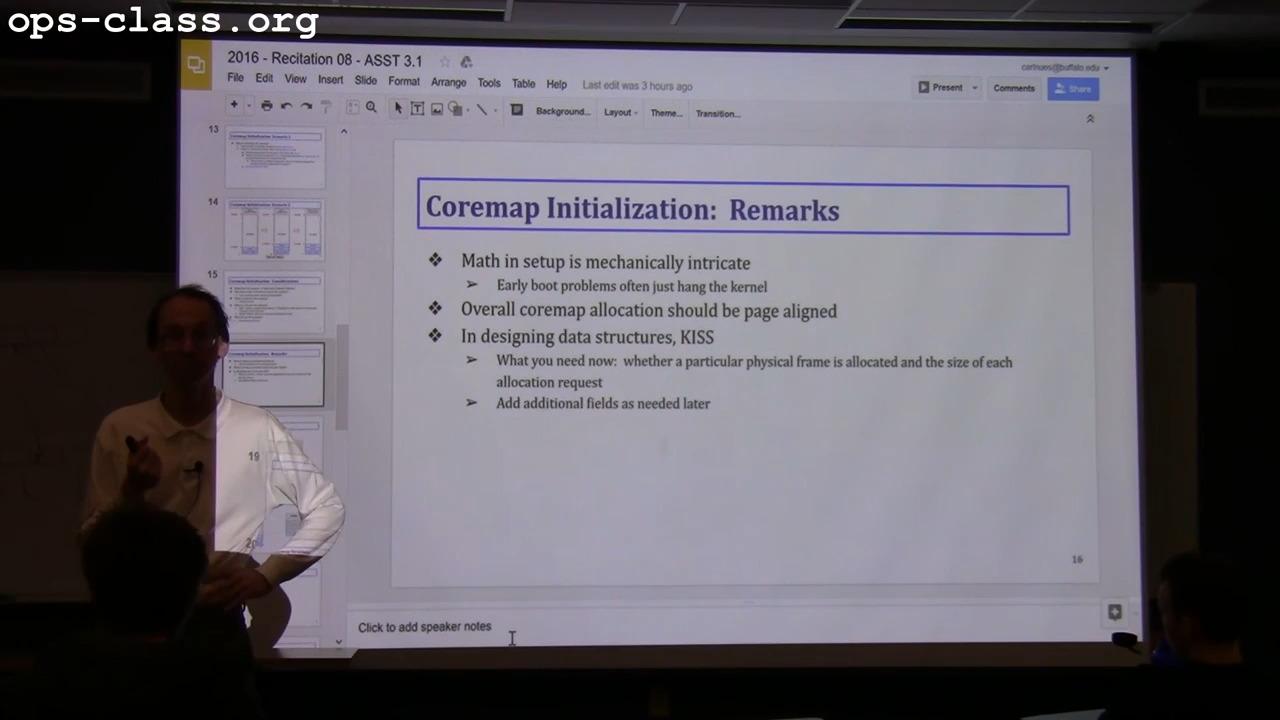 ops-class.org
2016 - Recitation 08 - ASST 3.1
carlnues@buffalo.edu
File Edit View Insert Slide Format Arrange Tools Table Help Last edit was 3 hours ago
Present Comments Share
Background... Layout Theme... Transition...
13
14
15
19
20
Coremap Initialization: Remarks
❖ Math in setup is mechanically intricate
➢ Early boot problems often just hang the kernel
❖ Overall coremap allocation should be page aligned
❖ In designing data structures, KISS
➢ What you need now: whether a particular physical frame is allocated and the size of each
allocation request
➢ Add additional fields as needed later
16
Click to add speaker notes